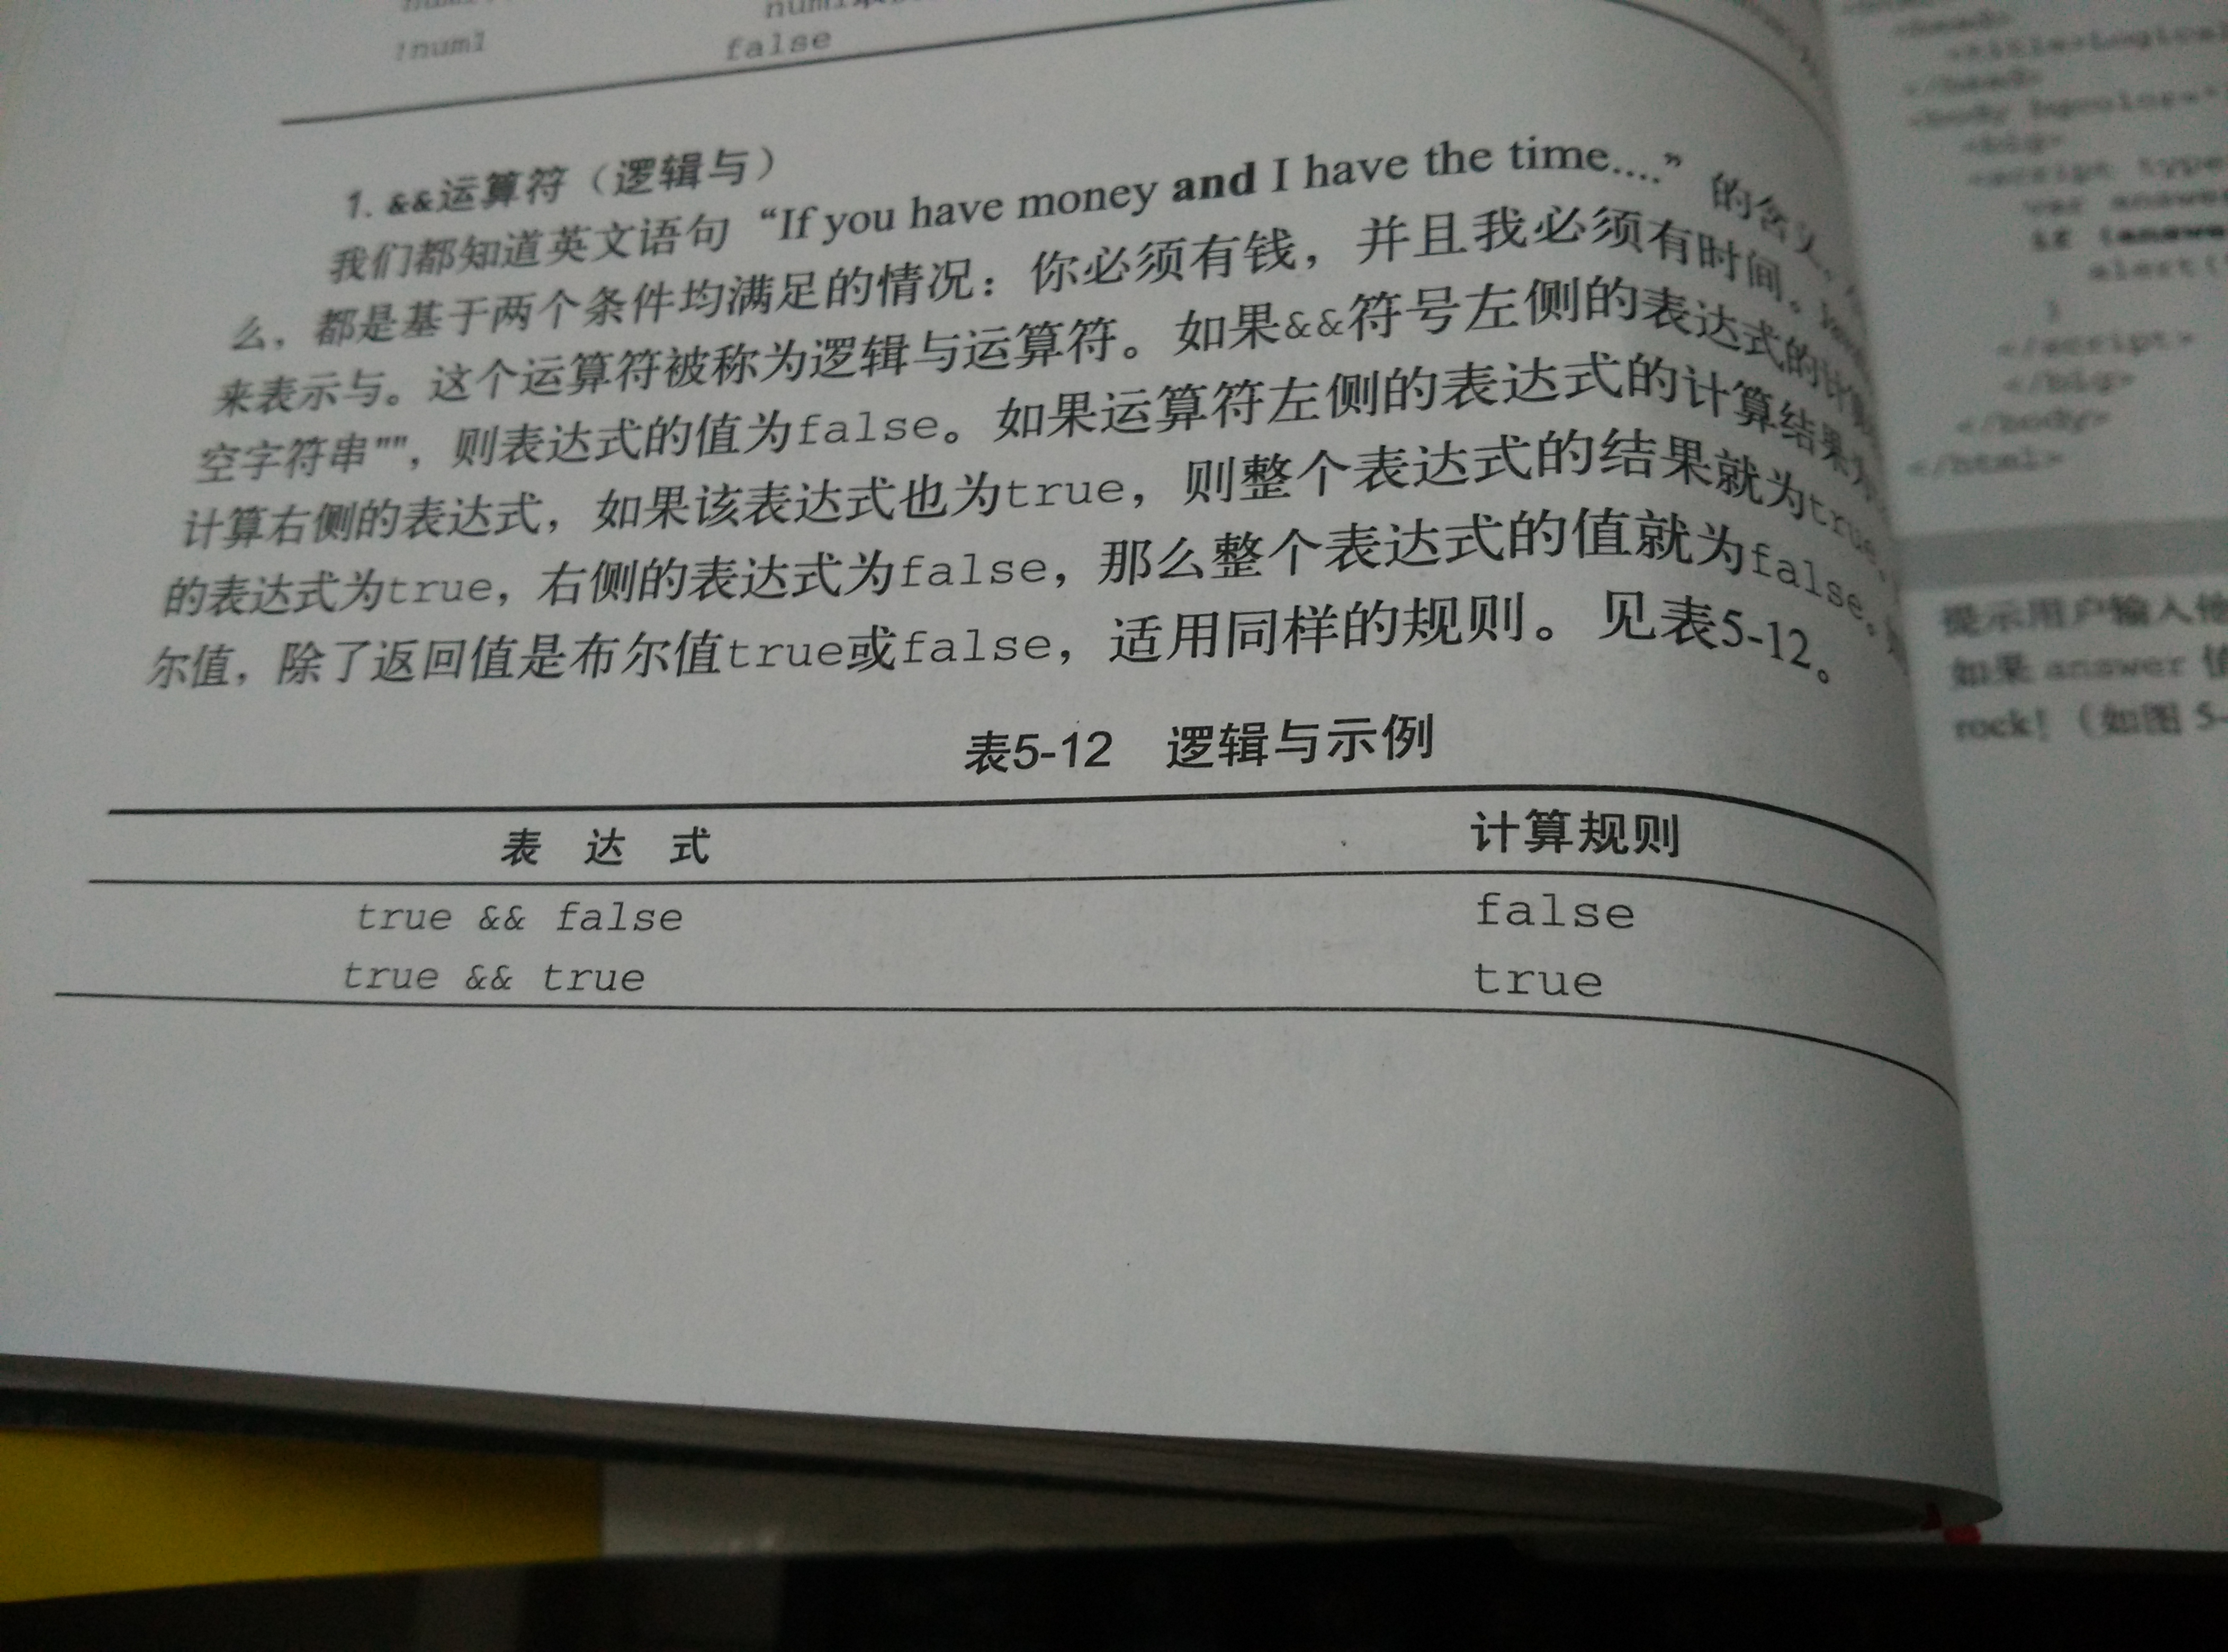 !num1 false
1. &&运算符（逻辑与）
我们都知道英文语句“If you have money and I have the time....”的含义
么，都是基于两个条件均满足的情况：你必须有钱，并且我必须有时间。
来表示与。这个运算符被称为逻辑与运算符。如果&&符号左侧的表达式的计算
空字符串""，则表达式的值为false。如果运算符左侧的表达式的计算结果为
计算右侧的表达式，如果该表达式也为true，则整个表达式的结果就为true。
的表达式为true，右侧的表达式为false，那么整个表达式的值就为false。
尔值，除了返回值是布尔值true或false，适用同样的规则。见表5-12。
表5-12 逻辑与示例
表 达 式 计算规则
true && false false
true && true true
<head>
</head>
<big>
}
</script>
</big>
</body>
</html>
提示用户输入他
如果 answer 值
rock!（如图 5-